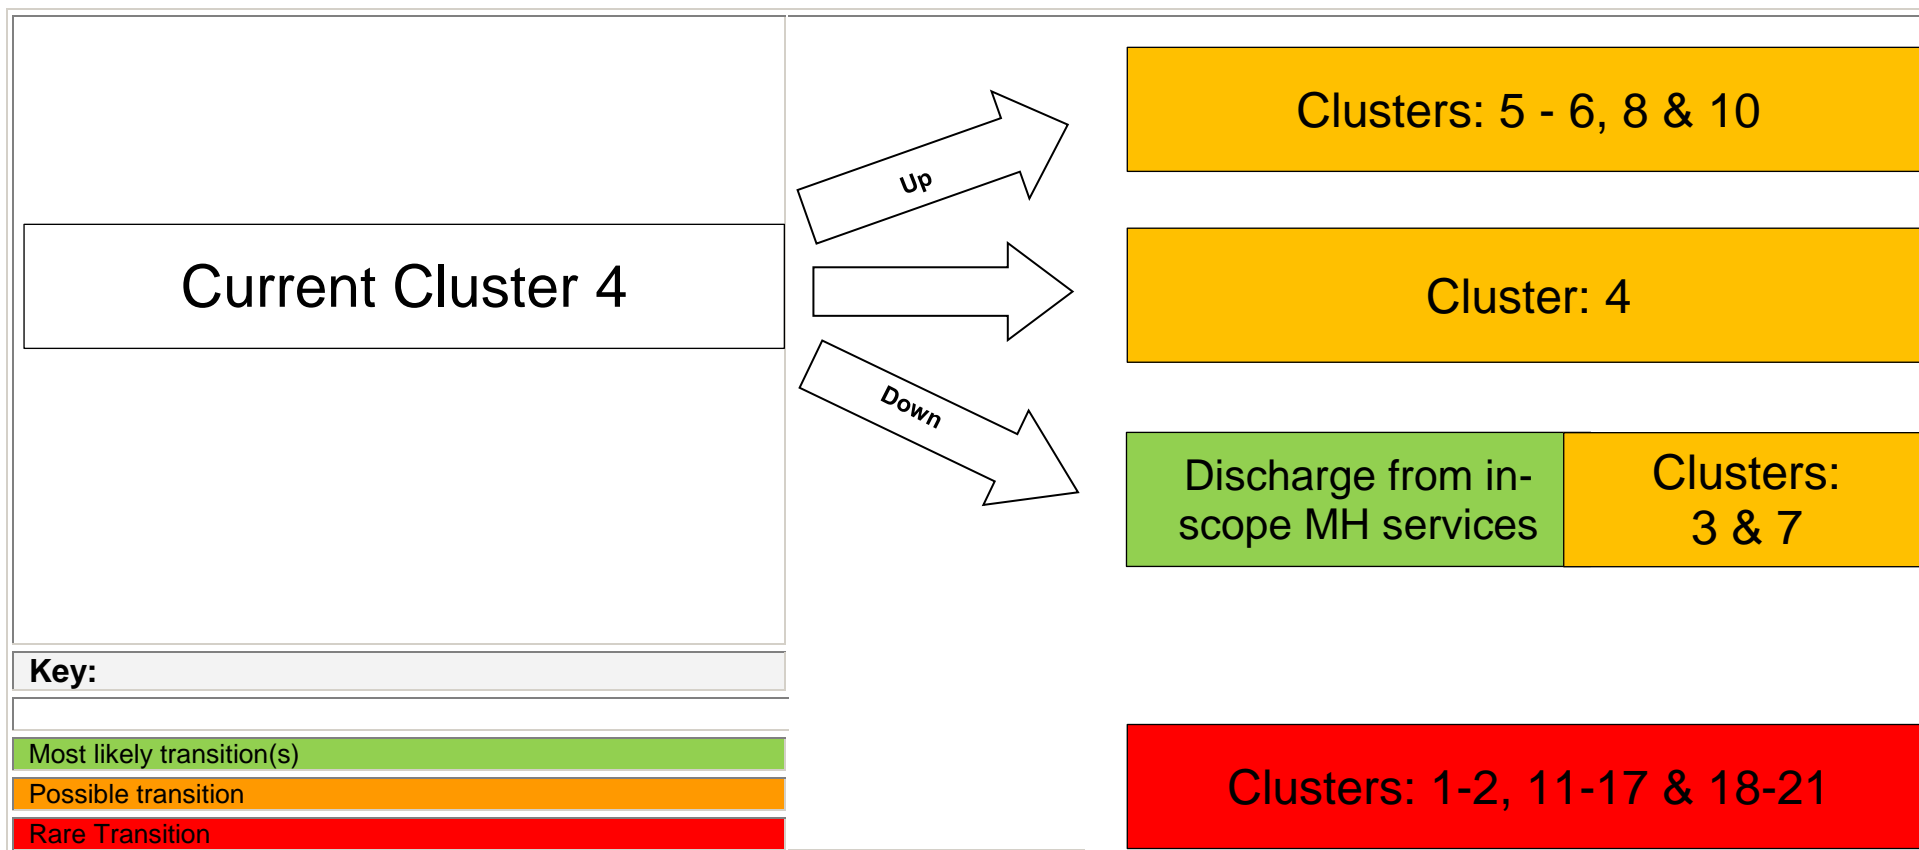 Current Cluster 4
Up
Down
Clusters: 5 - 6, 8 & 10
Cluster: 4
Discharge from in-
scope MH services
Clusters:
3 & 7
Clusters: 1-2, 11-17 & 18-21
Key:
Most likely transition(s)
Possible transition
Rare Transition